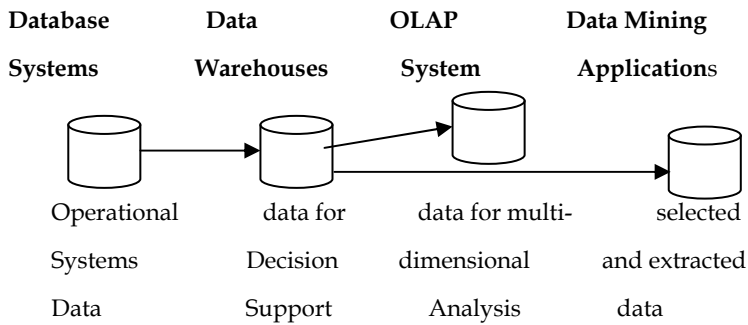 Database Data OLAP Data Mining
Systems Warehouses System Applications
Operational data for data for multi- selected
Systems Decision dimensional and extracted
Data Support Analysis data